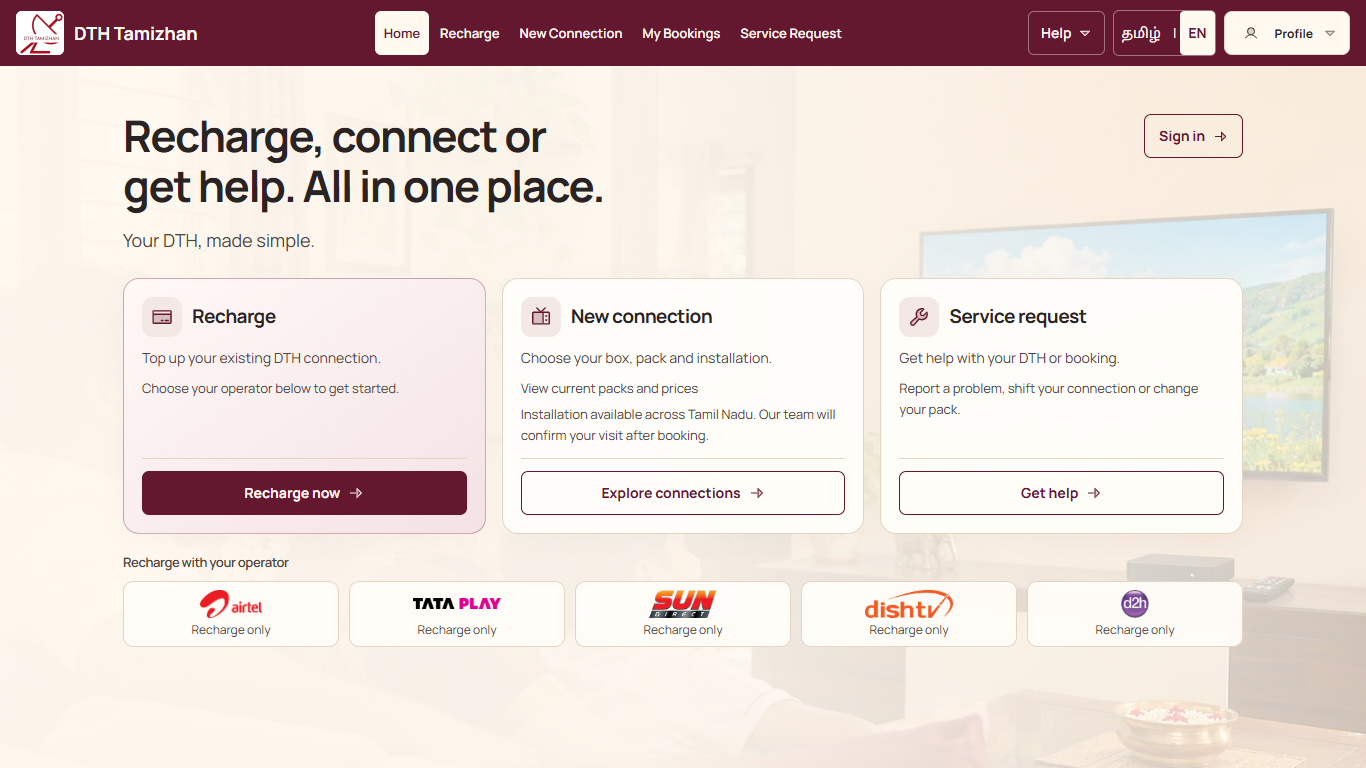 DTH TAMIZHAN
DTH Tamizhan
Home
Recharge
New Connection
My Bookings
Service Request
Help
தமிழ் | EN
Profile
Recharge, connect or
get help. All in one place.
Sign in
Your DTH, made simple.
Recharge
Top up your existing DTH connection.
Choose your operator below to get started.
Recharge now
New connection
Choose your box, pack and installation.
View current packs and prices
Installation available across Tamil Nadu. Our team will
confirm your visit after booking.
Explore connections
Service request
Get help with your DTH or booking.
Report a problem, shift your connection or change
your pack.
Get help
Recharge with your operator
airtel
Recharge only
TATA PLAY
Recharge only
SUN
DIRECT
Recharge only
dishtv
Recharge only
d2h
Recharge only